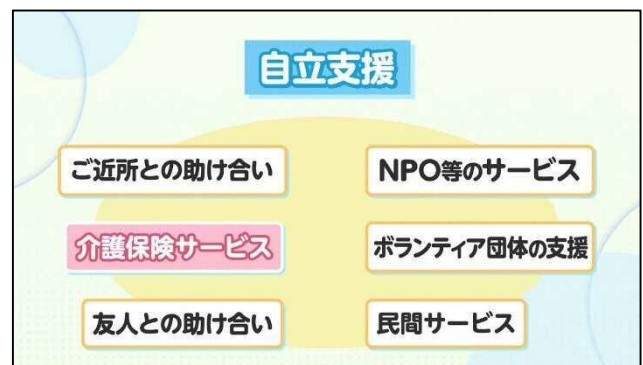 自立支援
ご近所との助け合い
NPO等のサービス
介護保険サービス
ボランティア団体の支援
友人との助け合い
民間サービス